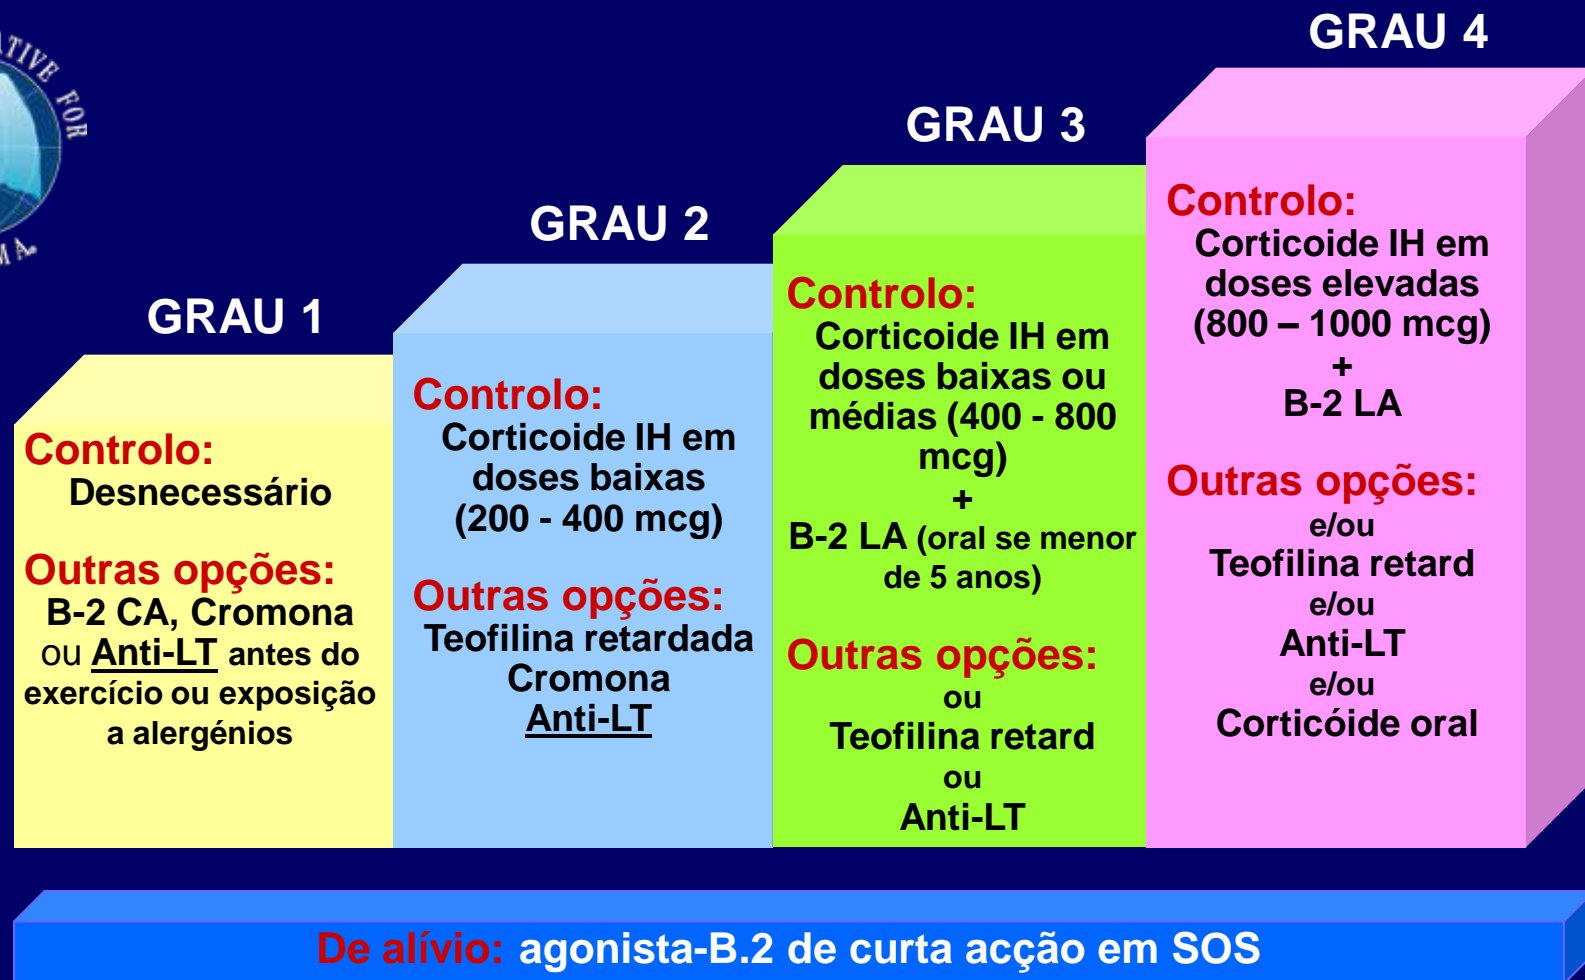 ATIVE FOR
MA
GRAU 1
Controlo:
Desnecessário
Outras opções:
B-2 CA, Cromona
ou Anti-LT antes do
exercício ou exposição
a alergénios
GRAU 2
Controlo:
Corticoide IH em
doses baixas
(200 - 400 mcg)
Outras opções:
Teofilina retardada
Cromona
Anti-LT
GRAU 3
Controlo:
Corticoide IH em
doses baixas ou
médias (400 - 800
mcg)
+
B-2 LA (oral se menor
de 5 anos)
Outras opções:
ou
Teofilina retard
ou
Anti-LT
GRAU 4
Controlo:
Corticoide IH em
doses elevadas
(800 – 1000 mcg)
+
B-2 LA
Outras opções:
e/ou
Teofilina retard
e/ou
Anti-LT
e/ou
Corticóide oral
De alívio: agonista-B.2 de curta acção em SOS